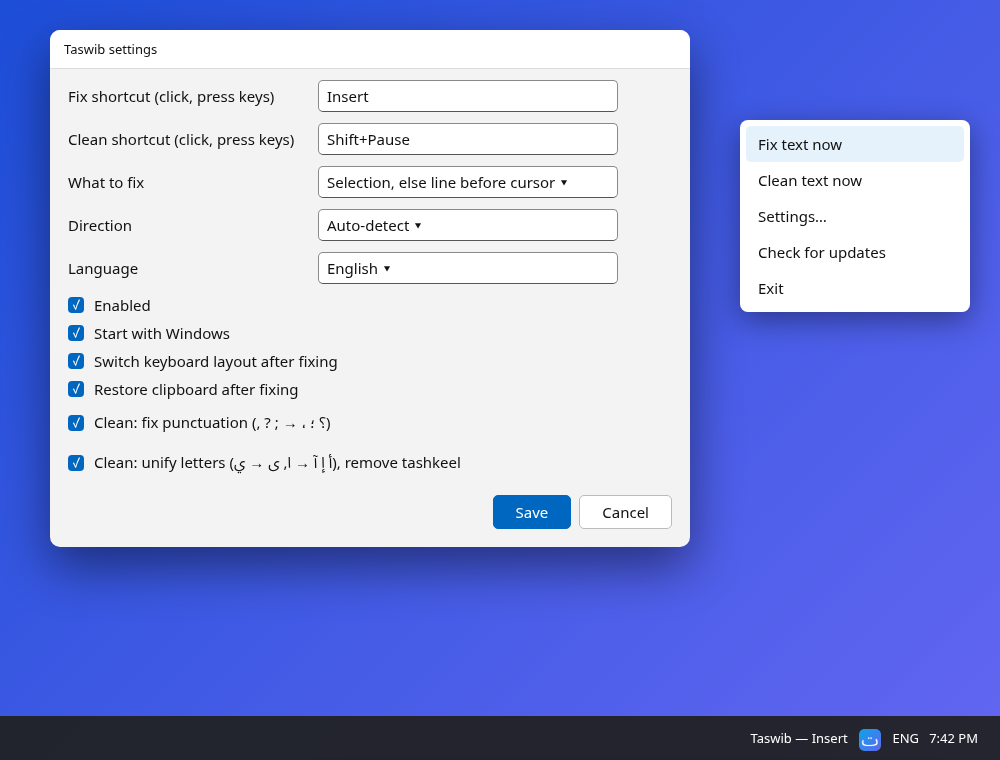 Taswib settings
Fix shortcut (click, press keys)
Insert
Clean shortcut (click, press keys)
Shift+Pause
What to fix
Selection, else line before cursor
Direction
Auto-detect
Language
English
Enabled
Start with Windows
Switch keyboard layout after fixing
Restore clipboard after fixing
Clean: fix punctuation (, ? ; → ، ؛ ؟)
Clean: unify letters (أ إ آ → ا, ى → ي), remove tashkeel
Save
Cancel
Fix text now
Clean text now
Settings...
Check for updates
Exit
Taswib — Insert
ENG
7:42 PM